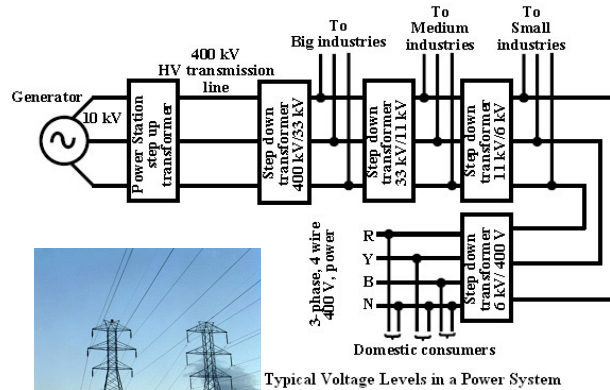 To
Big industries
To
Medium
industries
To
Small
industries
400 kV
HV transmission
line
Generator
10 kV
Power Station
step up
transformer
Step down
transformer
400 kV/33 kV
Step down
transformer
33 kV/11 kV
Step down
transformer
11 kV/6 kV
3-phase, 4 wire
400 V, power
R
Y
B
N
Step down
transformer
6 kV/ 400 V
Domestic consumers
Typical Voltage Levels in a Power System